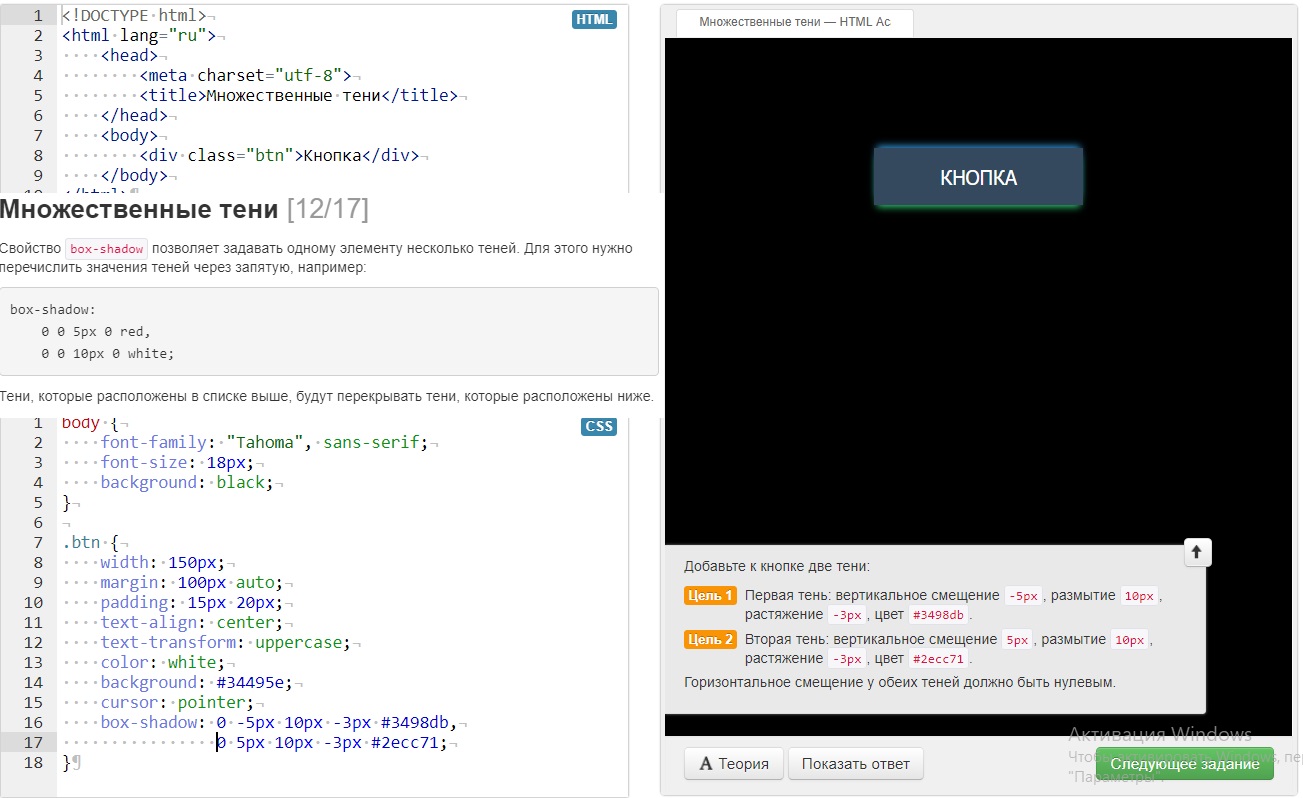 1 <!DOCTYPE html>
2 <html lang="ru">
3 <head>
4 <meta charset="utf-8">
5 <title>Множественные тени</title>
6 </head>
7 <body>
8 <div class="btn">Кнопка</div>
9 </body>
HTML
Множественные тени [12/17]
Свойство box-shadow позволяет задавать одному элементу несколько теней. Для этого нужно
перечислить значения теней через запятую, например:
box-shadow:
0 0 5px 0 red,
0 0 10px 0 white;
Тени, которые расположены в списке выше, будут перекрывать тени, которые расположены ниже.
CSS
1 body {
2 font-family: "Tahoma", sans-serif;
3 font-size: 18px;
4 background: black;
5 }
6
7 .btn {
8 width: 150px;
9 margin: 100px auto;
10 padding: 15px 20px;
11 text-align: center;
12 text-transform: uppercase;
13 color: white;
14 background: #34495e;
15 cursor: pointer;
16 box-shadow: 0 -5px 10px -3px #3498db,
17 0 5px 10px -3px #2ecc71;
18 }
Множественные тени — HTML Ac
КНОПКА
Добавьте к кнопке две тени:
Цель 1 Первая тень: вертикальное смещение -5px, размытие 10px,
растяжение -3px, цвет #3498db.
Цель 2 Вторая тень: вертикальное смещение 5px, размытие 10px,
растяжение -3px, цвет #2ecc71.
Горизонтальное смещение у обеих теней должно быть нулевым.
Активация Windows
A Теория
Показать ответ
Следующее задание
"Параметры".